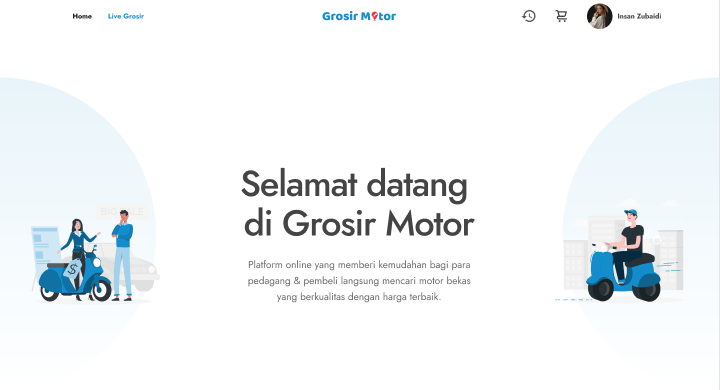 Home
Live Grosir
Grosir Motor
Insan Zubaidi
Selamat datang
di Grosir Motor
Platform online yang memberi kemudahan bagi para
pedagang & pembeli langsung mencari motor bekas
yang berkualitas dengan harga terbaik.
$